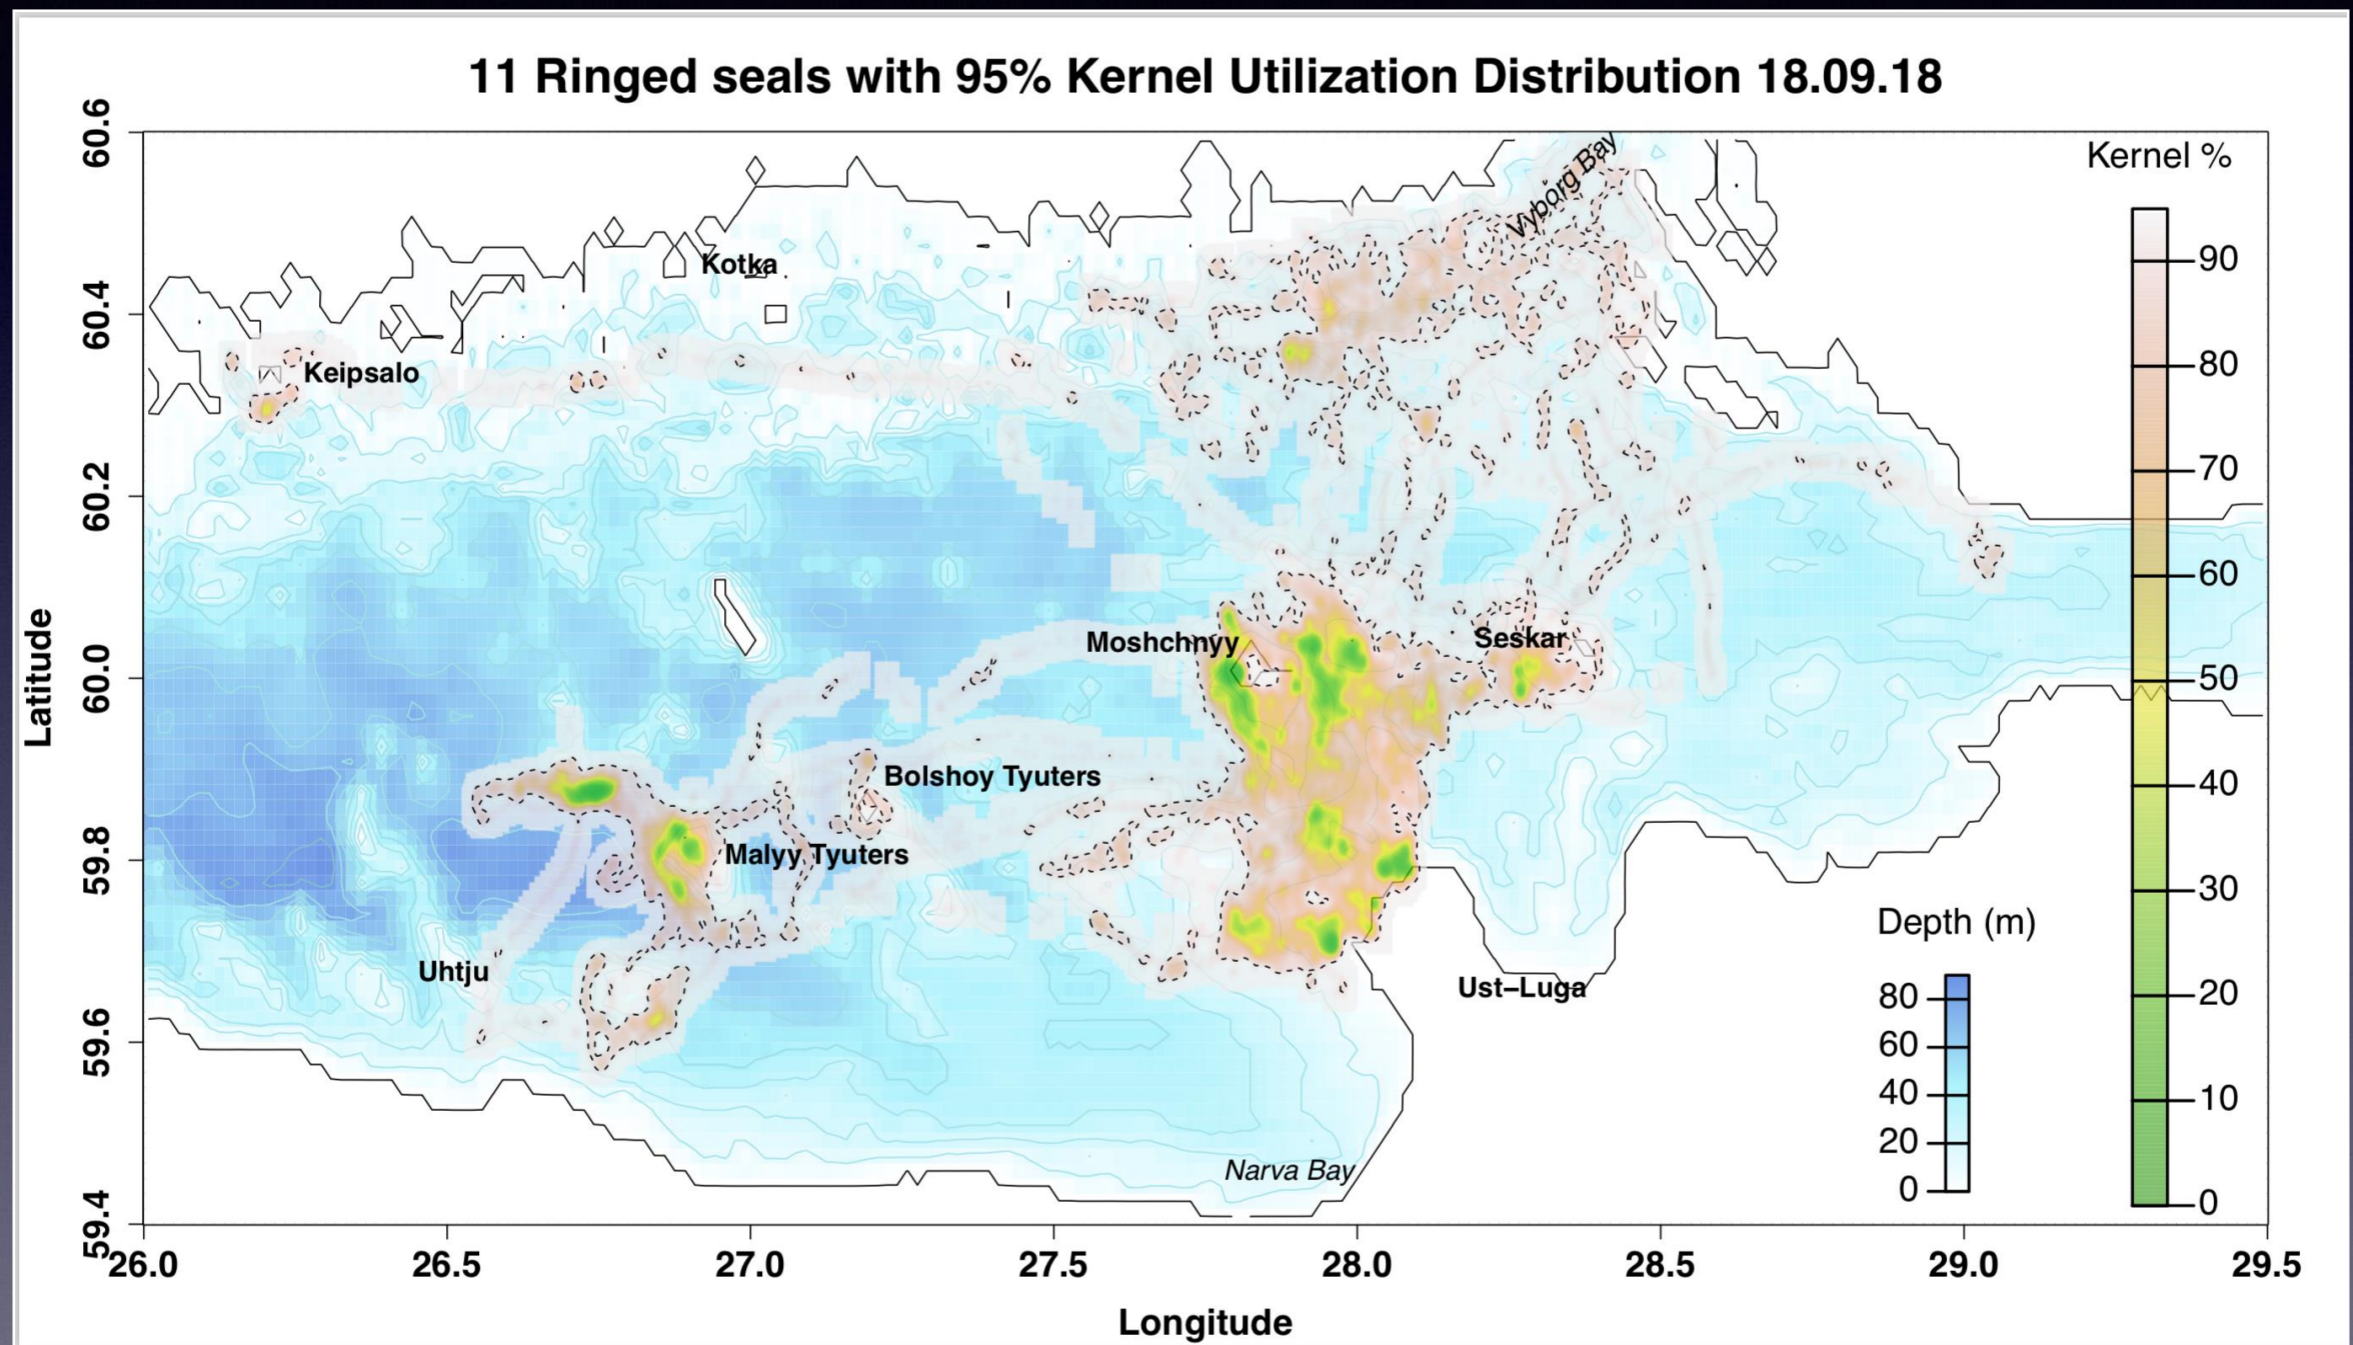 11 Ringed seals with 95% Kernel Utilization Distribution 18.09.18
Latitude
60.6
60.4
60.2
60.0
59.8
59.6
59.4
Vyborg Bay
Kotka
Keipsalo
Moshchnyy
Seskar
Bolshoy Tyuters
Malyy Tyuters
Uhtju
Ust–Luga
Narva Bay
Kernel %
90
80
70
60
50
40
30
20
10
0
Depth (m)
80
60
40
20
0
26.0 26.5 27.0 27.5 28.0 28.5 29.0 29.5
Longitude